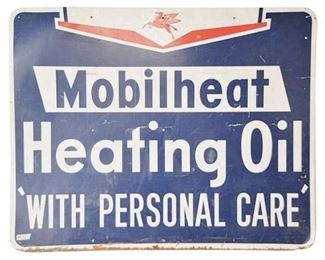 Mobilheat
Heating Oil
'WITH PERSONAL CARE'